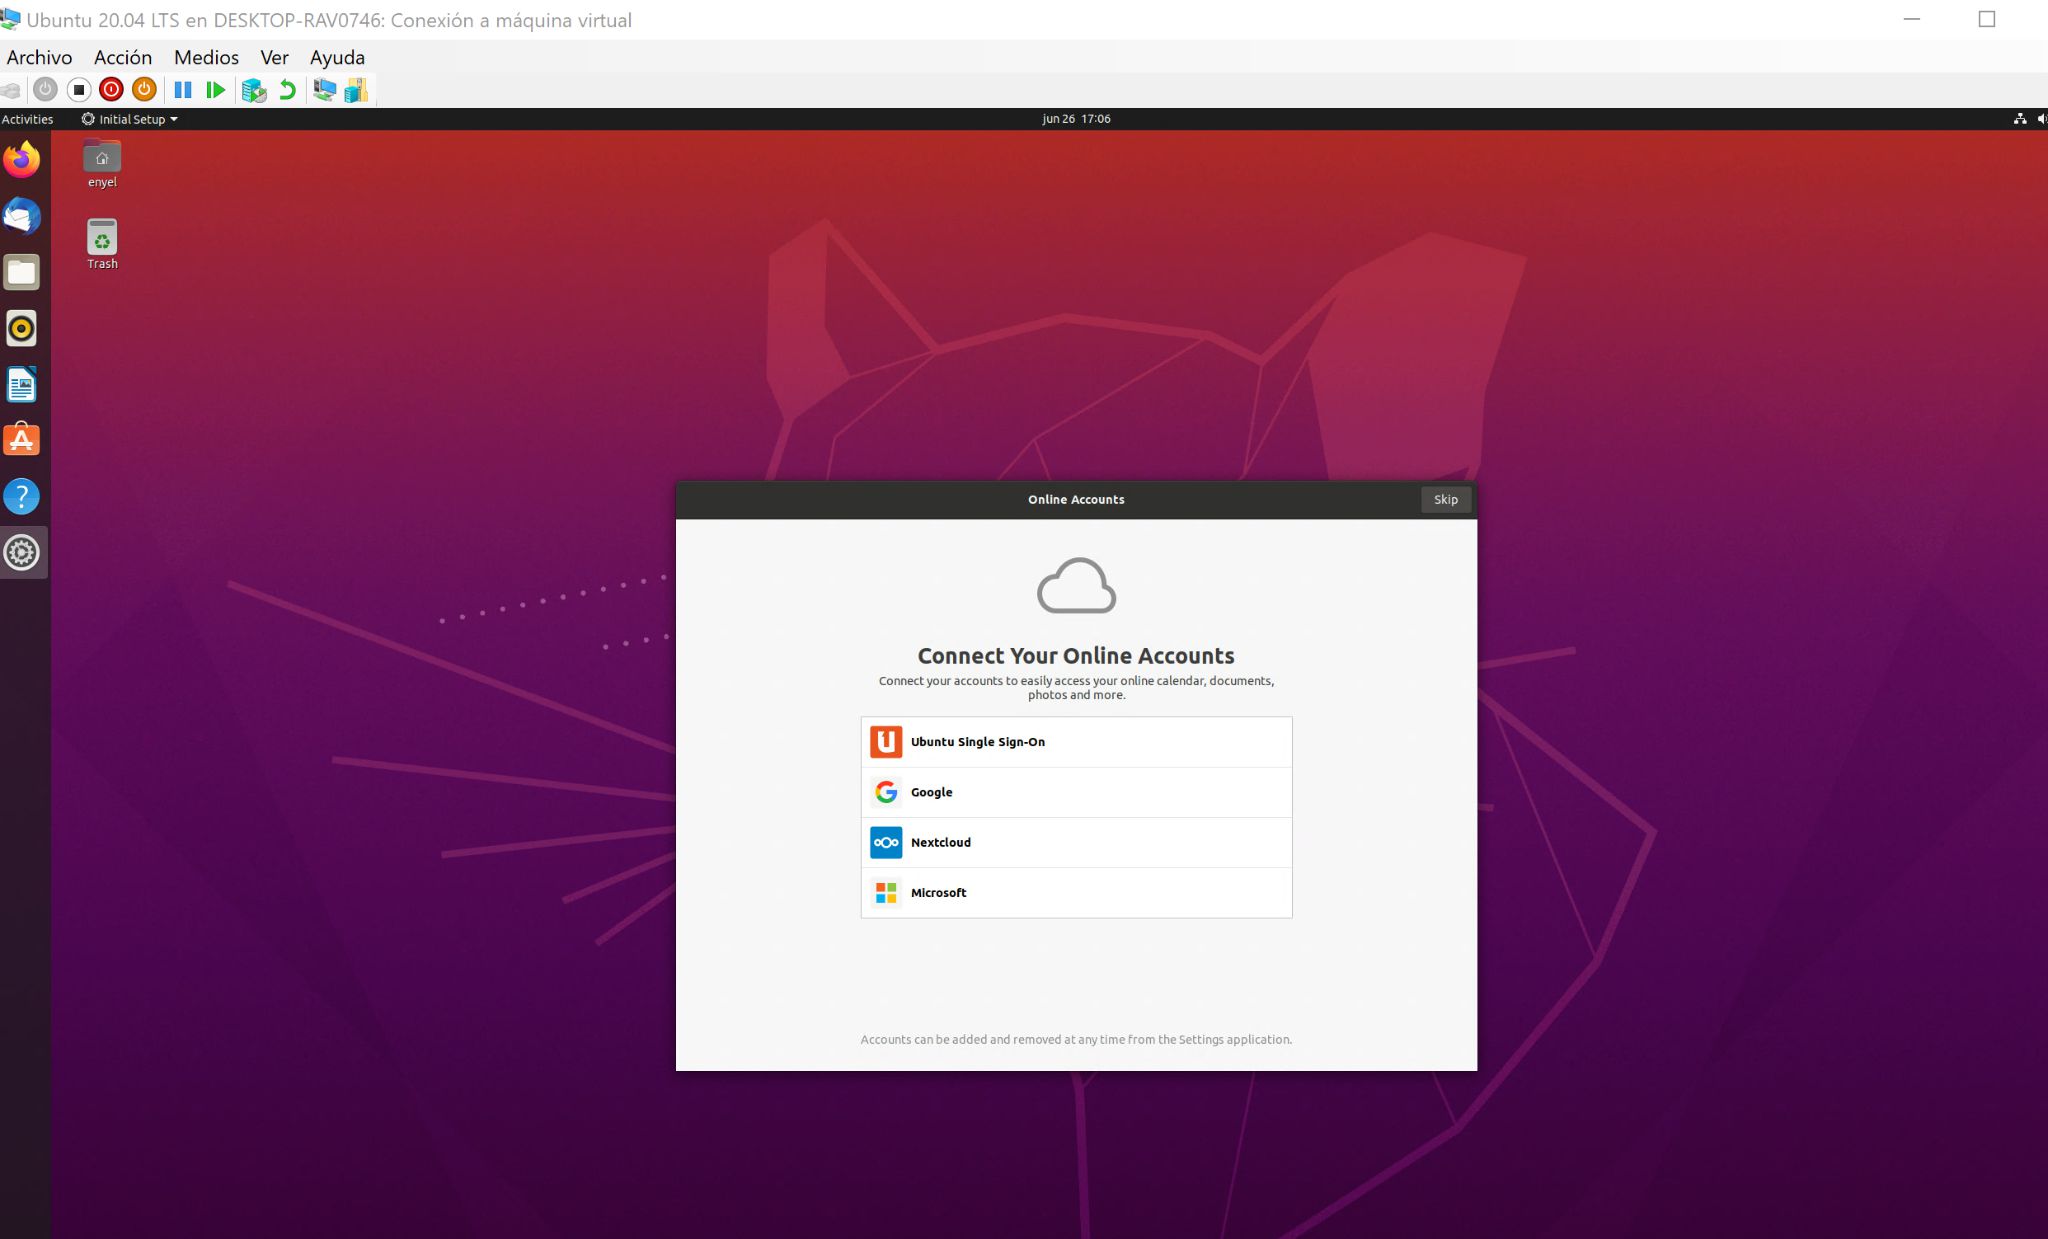 Ubuntu 20.04 LTS en DESKTOP-RAV0746: Conexión a máquina virtual
Archivo Acción Medios Ver Ayuda
Activities Initial Setup jun 26 17:06
enyel
Trash
Online Accounts Skip
Connect Your Online Accounts
Connect your accounts to easily access your online calendar, documents,
photos and more.
Ubuntu Single Sign-On
Google
Nextcloud
Microsoft
Accounts can be added and removed at any time from the Settings application.